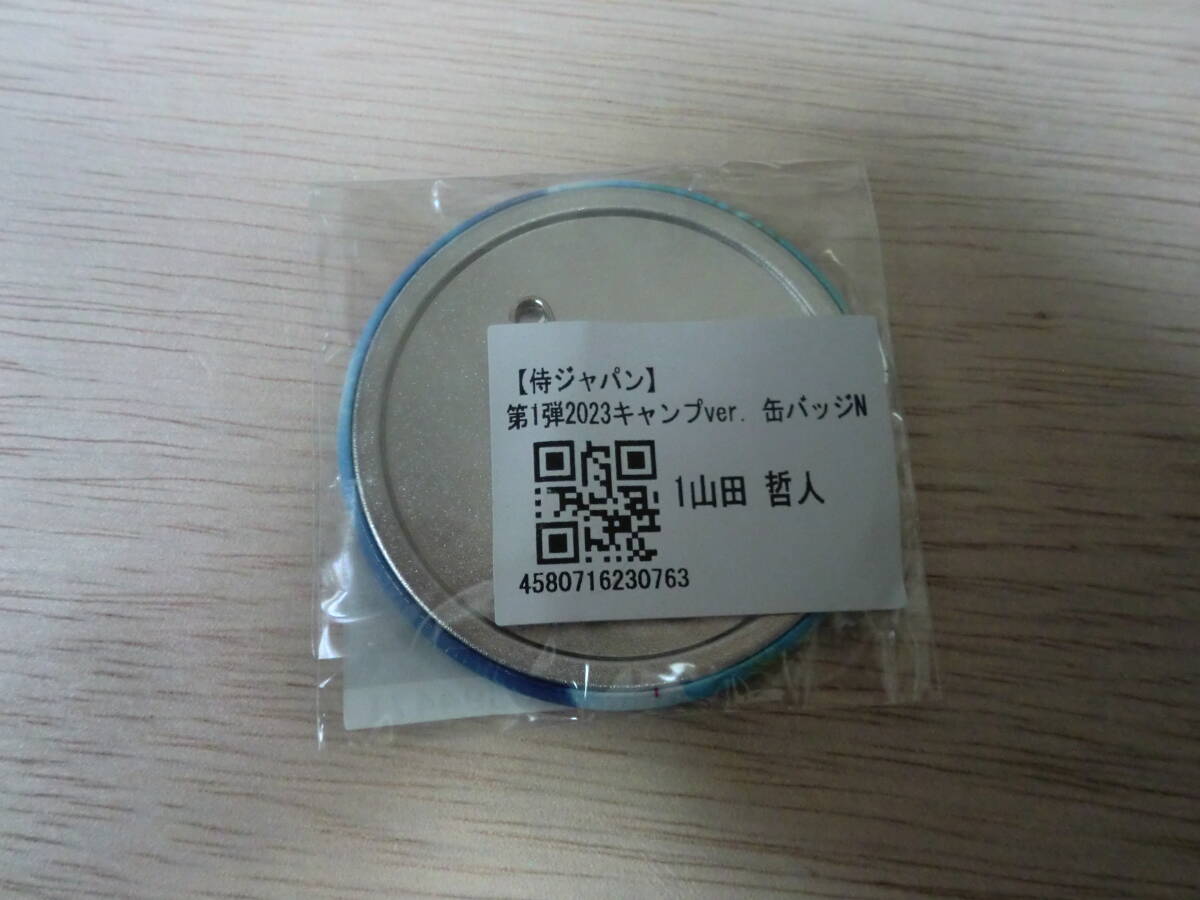 【侍ジャパン】
第1弾2023キャンプver. 缶バッジN
1山田 哲人
4580716230763